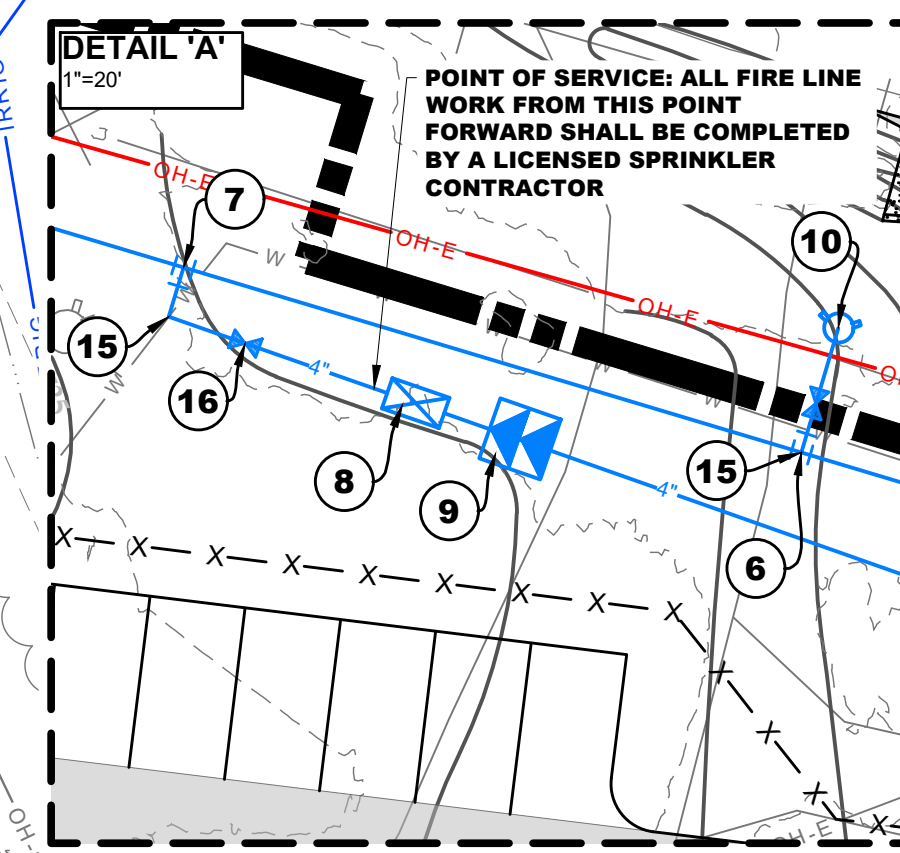 DETAIL 'A'
1"=20'
POINT OF SERVICE: ALL FIRE LINE
WORK FROM THIS POINT
FORWARD SHALL BE COMPLETED
BY A LICENSED SPRINKLER
CONTRACTOR
OH-E
7
OH-E
10
W
OH-E
W
15
4"
16
W
W
W
W
8
9
15
4"
6
X
X
X
X
X
X
X
X
X
X
X
X
X
OH-E